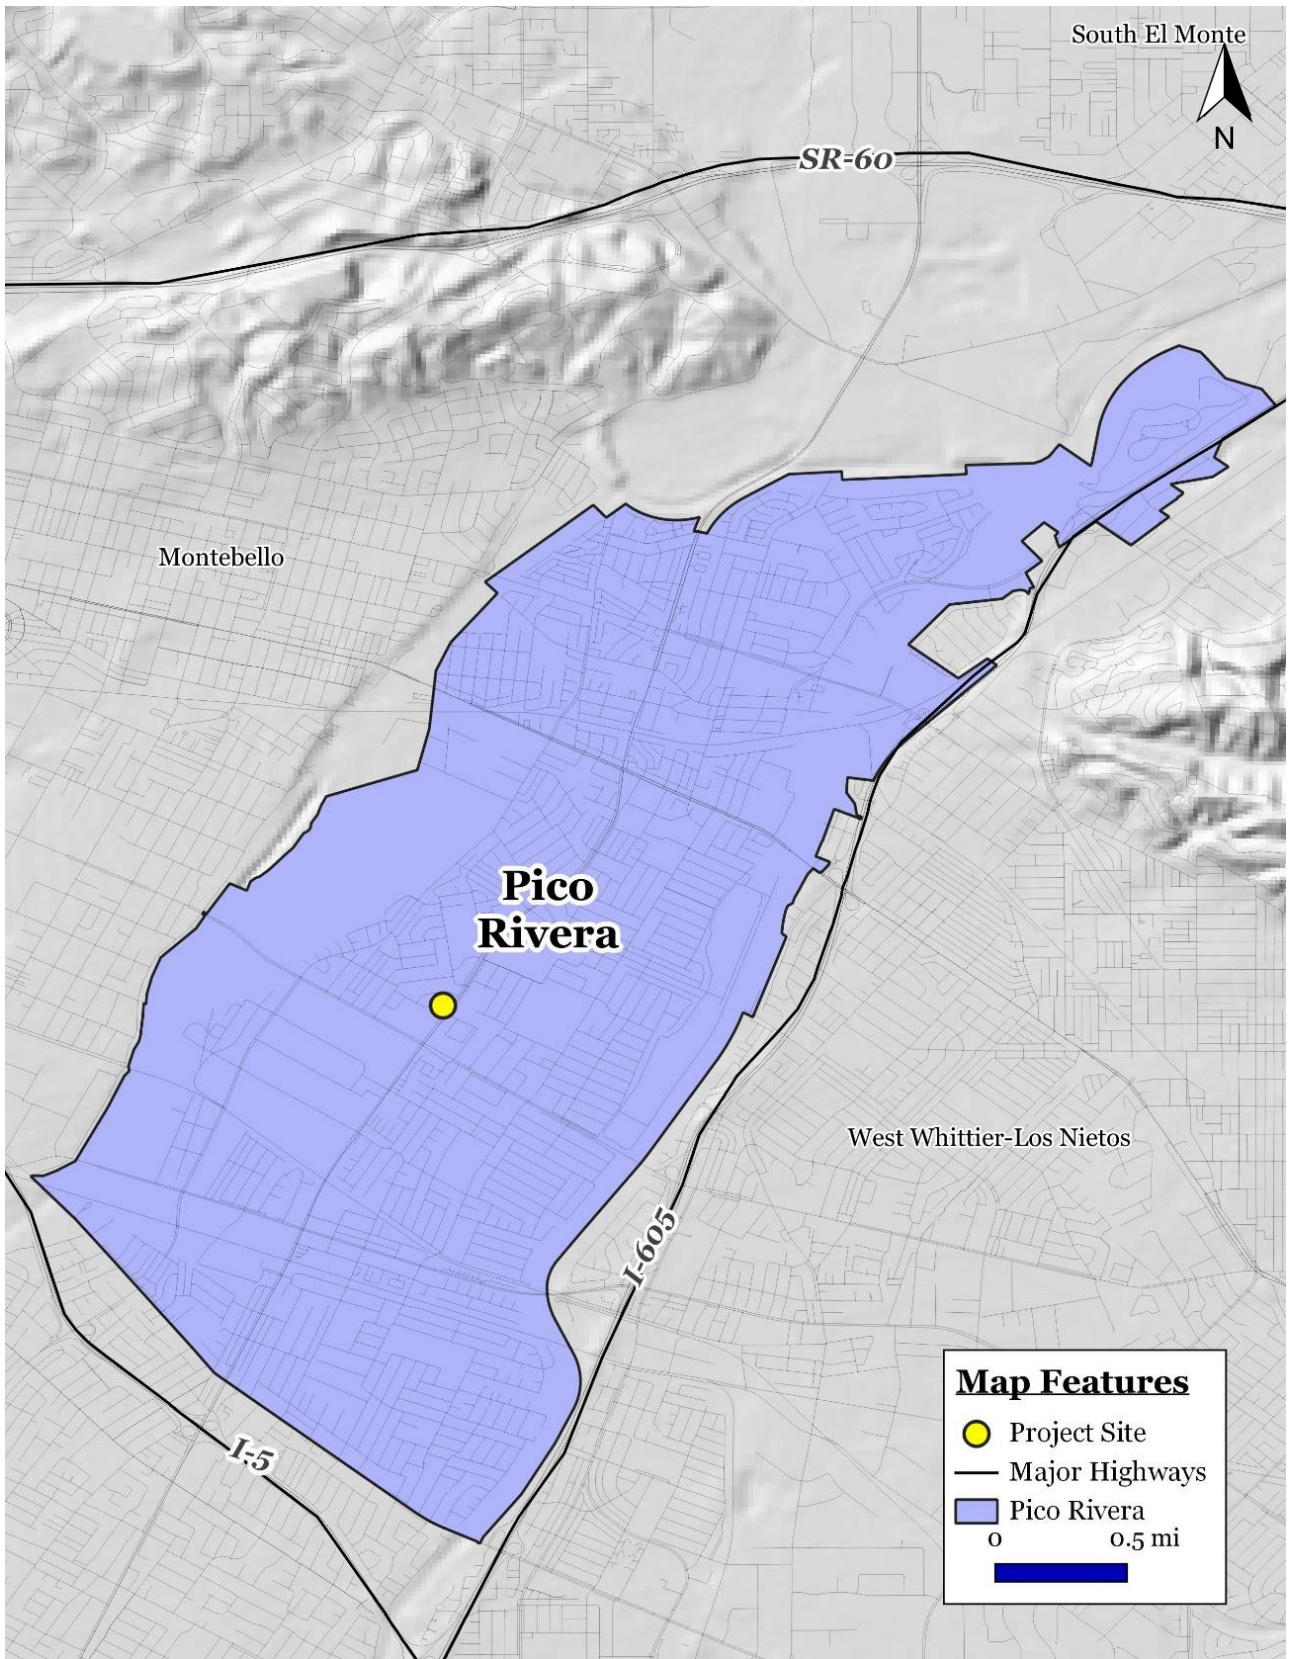 South El Monte
N
SR-60
Montebello
Pico
Rivera
West Whittier-Los Nietos
I-605
I-5
Map Features
Project Site
Major Highways
Pico Rivera
0 0.5 mi